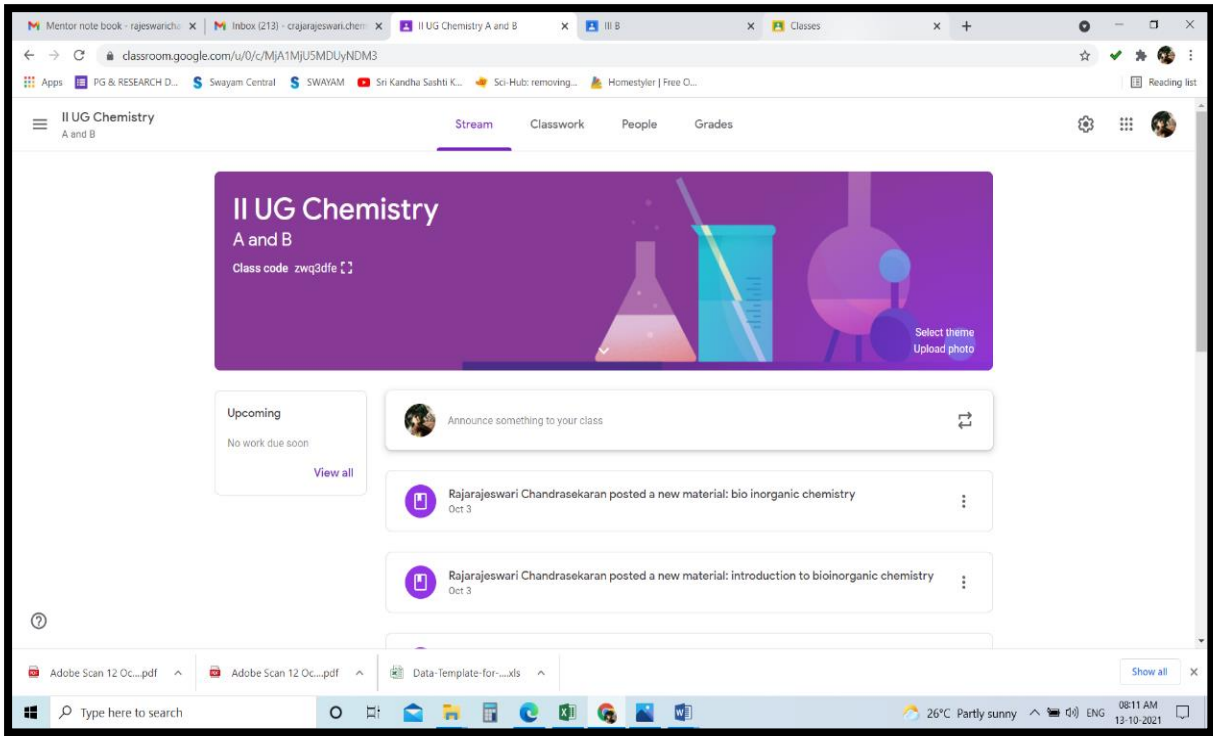 Mentor note book - rajeswaricha
Inbox (213) - crajarajeswari.chem
II UG Chemistry A and B
III B
Classes
classroom.google.com/u/0/c/MjA1MjU5MDUyNDM3
Apps PG & RESEARCH D... Swayam Central SWAYAM Sri Kandha Sashti K... Sci-Hub: removing... Homestyler | Free O... Reading list
II UG Chemistry
A and B
Stream Classwork People Grades
II UG Chemistry
A and B
Class code zwq3dfe
Select theme
Upload photo
Upcoming
No work due soon
View all
Announce something to your class
Rajarajeswari Chandrasekaran posted a new material: bio inorganic chemistry
Oct 3
Rajarajeswari Chandrasekaran posted a new material: introduction to bioinorganic chemistry
Oct 3
Adobe Scan 12 Oc....pdf Adobe Scan 12 Oc....pdf Data-Template-for-....xls Show all
Type here to search
26°C Partly sunny ENG
08:11 AM
13-10-2021